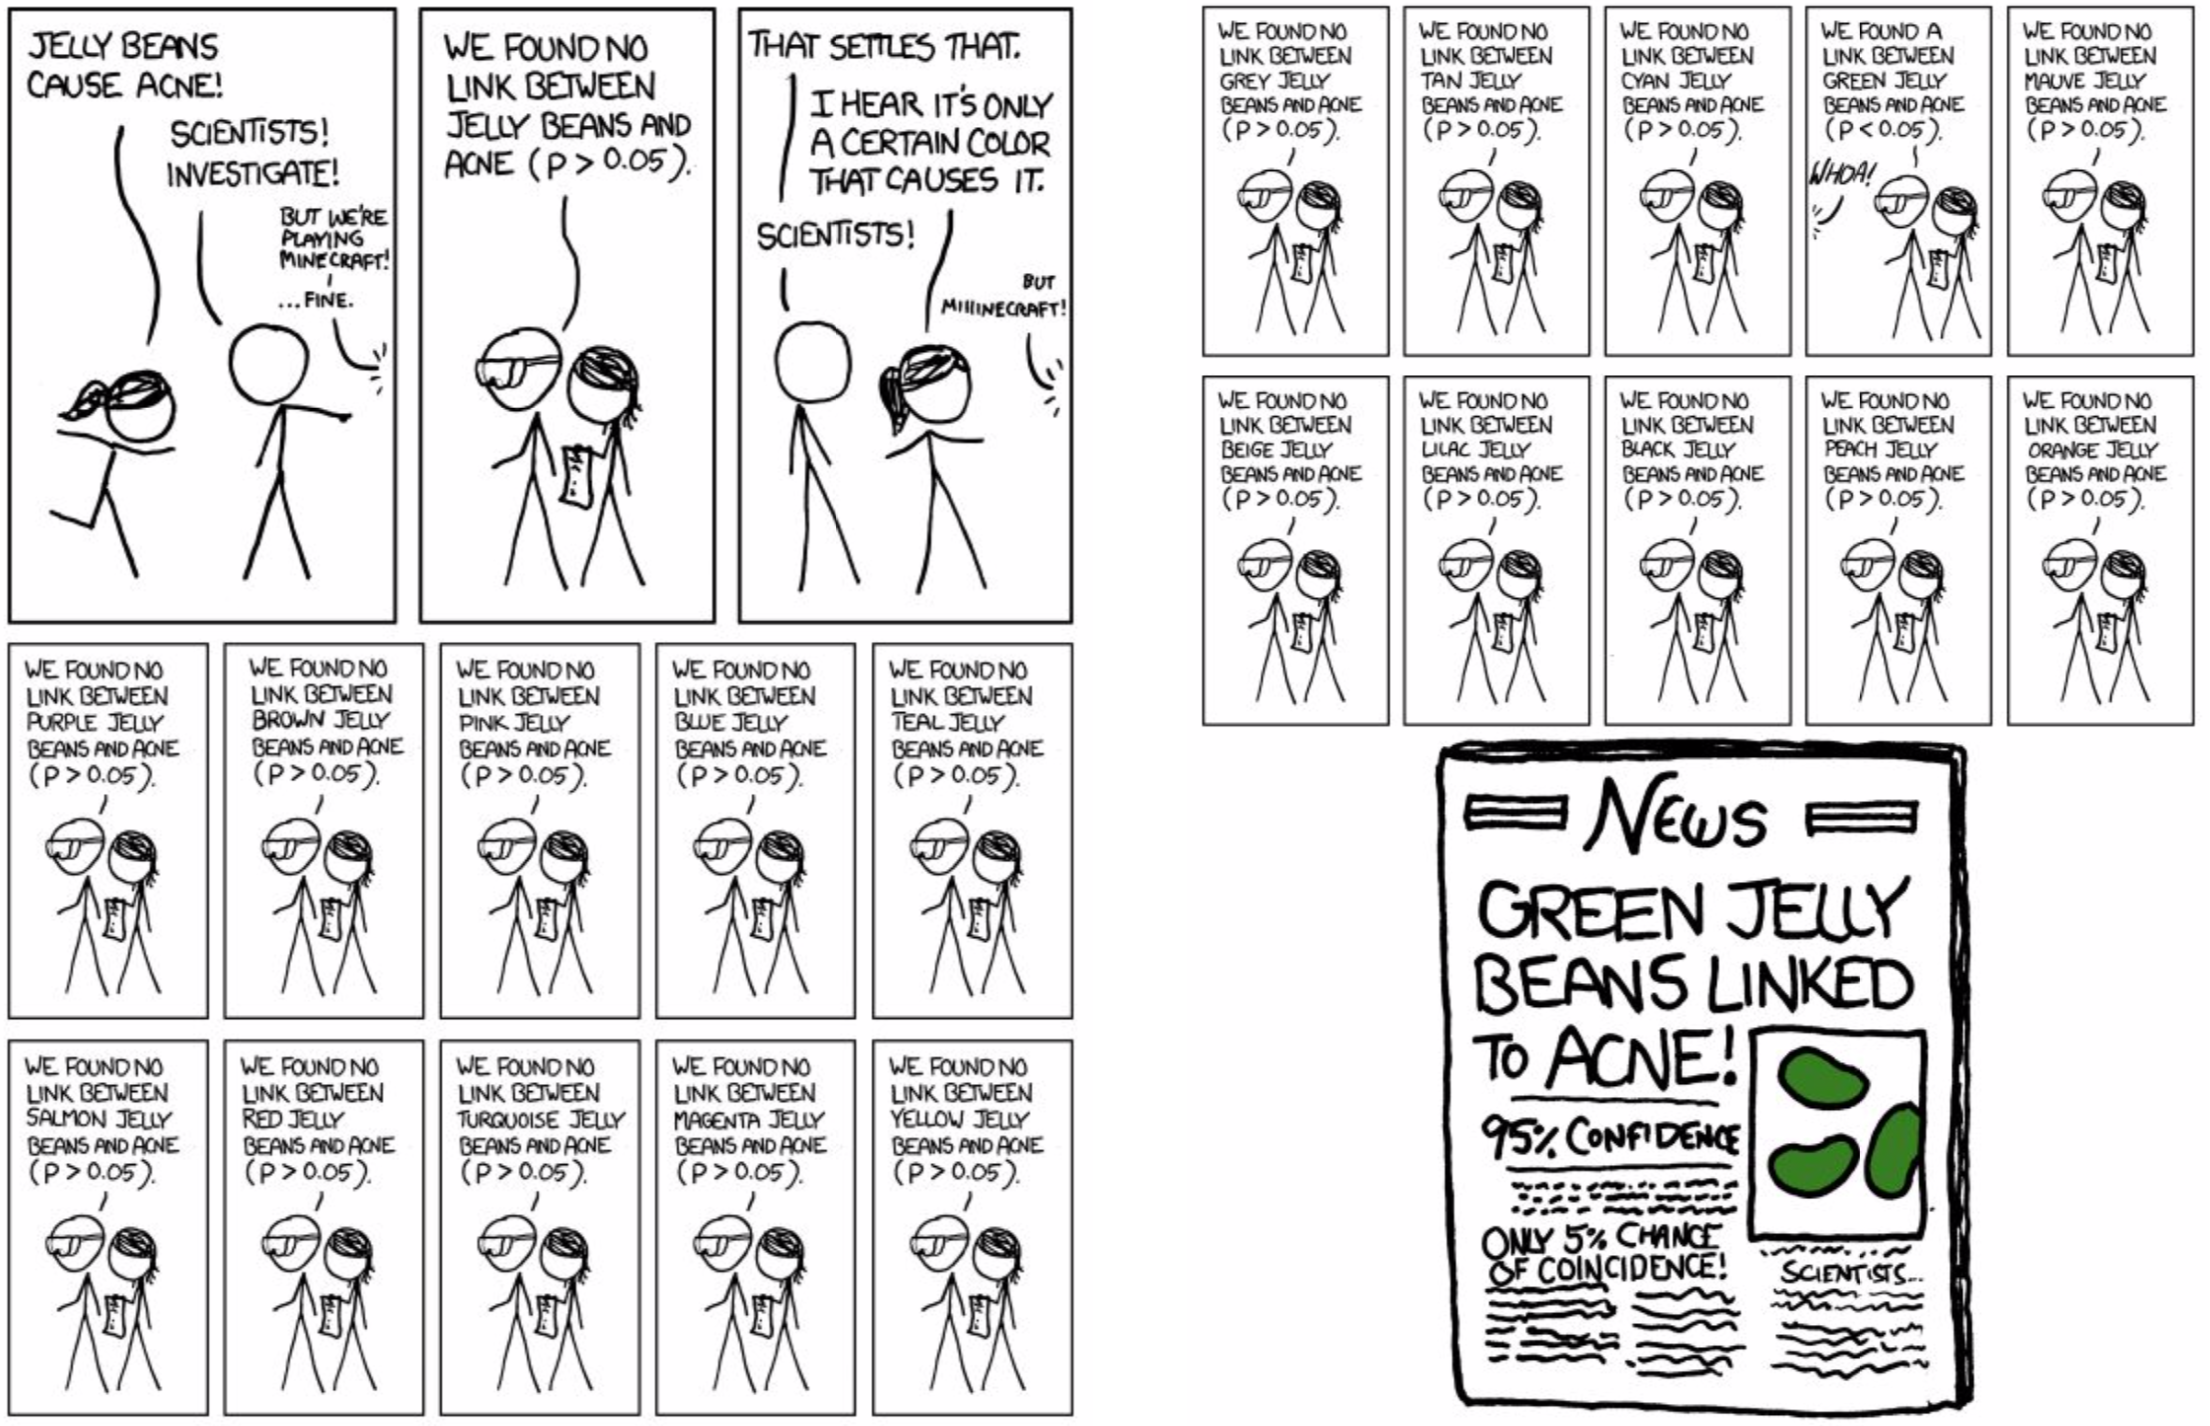 JELLY BEANS
CAUSE ACNE!
SCIENTISTS!
INVESTIGATE!
BUT WE'RE
PLAYING
MINECRAFT!
...FINE.
WE FOUND NO
LINK BETWEEN
JELLY BEANS AND
ACNE (P > 0.05).
THAT SETTLES THAT.
I HEAR IT'S ONLY
A CERTAIN COLOR
THAT CAUSES IT.
SCIENTISTS!
BUT
MIIIINECRAFT!
WE FOUND NO
LINK BETWEEN
PURPLE JELLY
BEANS AND ACNE
(P > 0.05).
WE FOUND NO
LINK BETWEEN
BROWN JELLY
BEANS AND ACNE
(P > 0.05).
WE FOUND NO
LINK BETWEEN
PINK JELLY
BEANS AND ACNE
(P > 0.05).
WE FOUND NO
LINK BETWEEN
BLUE JELLY
BEANS AND ACNE
(P > 0.05).
WE FOUND NO
LINK BETWEEN
TEAL JELLY
BEANS AND ACNE
(P > 0.05).
WE FOUND NO
LINK BETWEEN
SALMON JELLY
BEANS AND ACNE
(P > 0.05).
WE FOUND NO
LINK BETWEEN
RED JELLY
BEANS AND ACNE
(P > 0.05).
WE FOUND NO
LINK BETWEEN
TURQUOISE JELLY
BEANS AND ACNE
(P > 0.05).
WE FOUND NO
LINK BETWEEN
MAGENTA JELLY
BEANS AND ACNE
(P > 0.05).
WE FOUND NO
LINK BETWEEN
YELLOW JELLY
BEANS AND ACNE
(P > 0.05).
WE FOUND NO
LINK BETWEEN
GREY JELLY
BEANS AND ACNE
(P > 0.05).
WE FOUND NO
LINK BETWEEN
TAN JELLY
BEANS AND ACNE
(P > 0.05).
WE FOUND NO
LINK BETWEEN
CYAN JELLY
BEANS AND ACNE
(P > 0.05).
WE FOUND A
LINK BETWEEN
GREEN JELLY
BEANS AND ACNE
(P < 0.05).
WHOA!
WE FOUND NO
LINK BETWEEN
MAUVE JELLY
BEANS AND ACNE
(P > 0.05).
WE FOUND NO
LINK BETWEEN
BEIGE JELLY
BEANS AND ACNE
(P > 0.05).
WE FOUND NO
LINK BETWEEN
LILAC JELLY
BEANS AND ACNE
(P > 0.05).
WE FOUND NO
LINK BETWEEN
BLACK JELLY
BEANS AND ACNE
(P > 0.05).
WE FOUND NO
LINK BETWEEN
PEACH JELLY
BEANS AND ACNE
(P > 0.05).
WE FOUND NO
LINK BETWEEN
ORANGE JELLY
BEANS AND ACNE
(P > 0.05).
NEWS
GREEN JELLY
BEANS LINKED
TO ACNE!
95% CONFIDENCE
ONLY 5% CHANCE
OF COINCIDENCE!
SCIENTISTS...